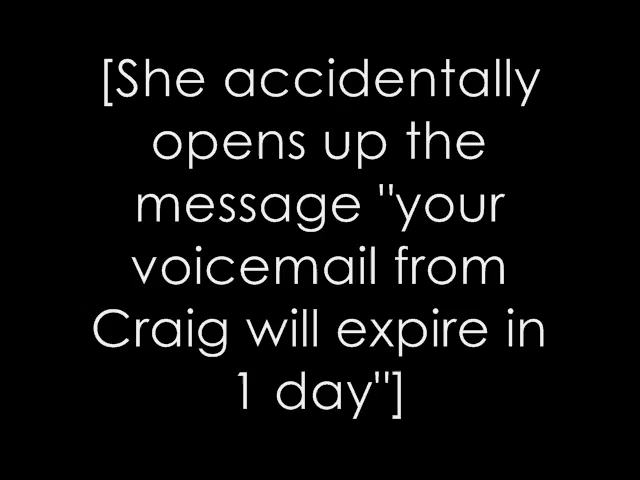 [She accidentally
opens up the
message "your
voicemail from
Craig will expire in
1 day"]